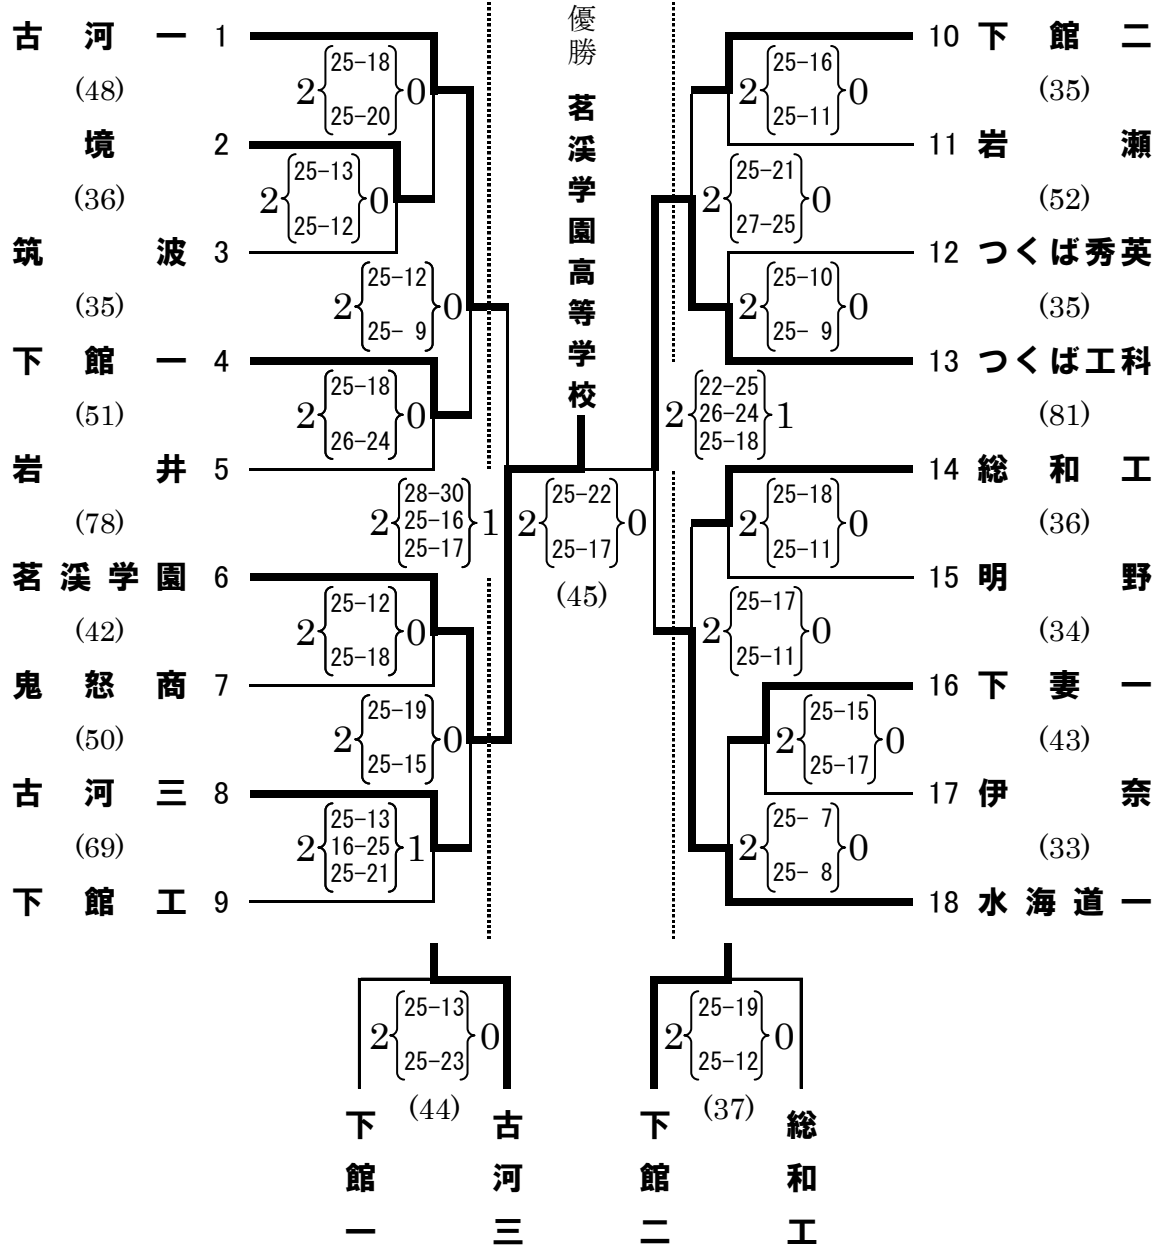 優勝 茗溪学園高等学校
古河一 1
2 25-18 25-20 0
(48)
境 2
2 25-13 25-12 0
(36)
筑波 3
2 25-12 25- 9 0
(35)
下館一 4
2 25-18 26-24 0
(51)
岩井 5
2 28-30 25-16 25-17 1
(78)
茗溪学園 6
2 25-12 25-18 0
(42)
鬼怒商 7
2 25-19 25-15 0
(50)
古河三 8
2 25-13 16-25 25-21 1
(69)
下館工 9
2 25-22 25-17 0
(45)
10 下館二
2 25-16 25-11 0
(35)
11 岩瀬
2 25-21 27-25 0
(52)
12 つくば秀英
2 25-10 25- 9 0
(35)
13 つくば工科
2 22-25 26-24 25-18 1
(81)
14 総和工
2 25-18 25-11 0
(36)
15 明野
2 25-17 25-11 0
(34)
16 下妻一
2 25-15 25-17 0
(43)
17 伊奈
2 25- 7 25- 8 0
(33)
18 水海道一
2 25-13 25-23 0
(44)
下館一
古河三
2 25-19 25-12 0
(37)
下館二
総和工